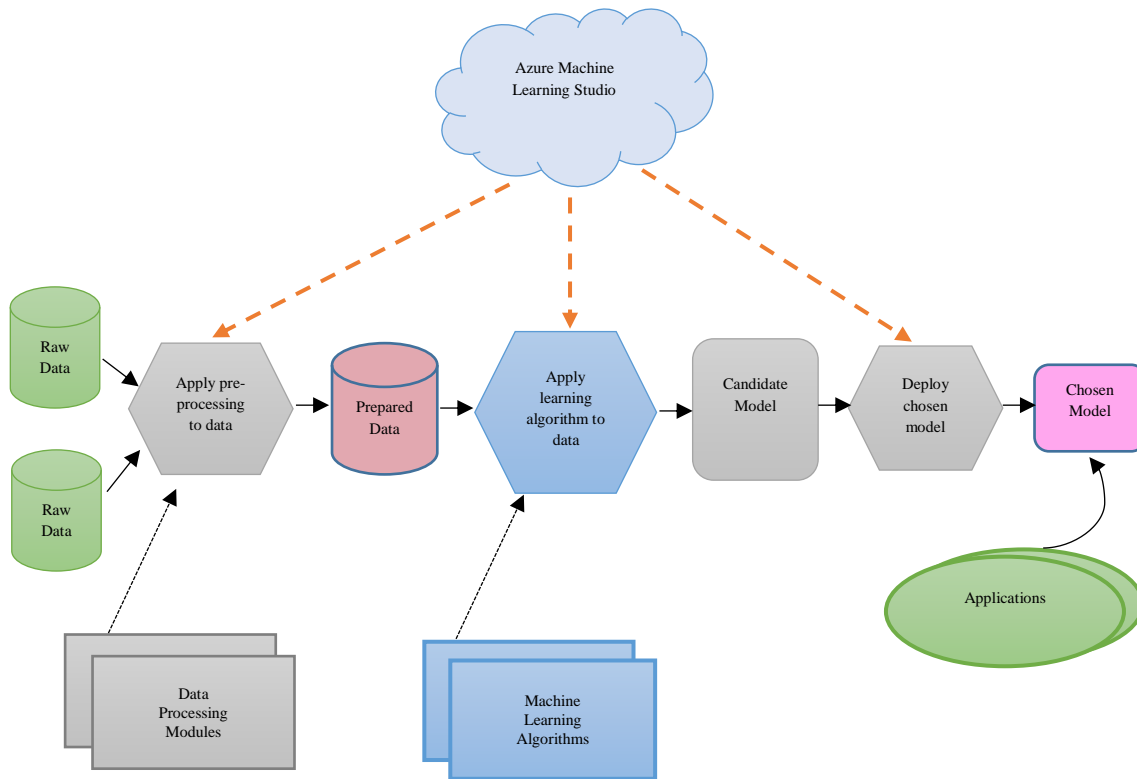 Azure Machine
Learning Studio
Raw
Data
Apply pre-
processing
to data
Prepared
Data
Apply
learning
algorithm to
data
Candidate
Model
Deploy
chosen
model
Chosen
Model
Raw
Data
Applications
Data
Processing
Modules
Machine
Learning
Algorithms